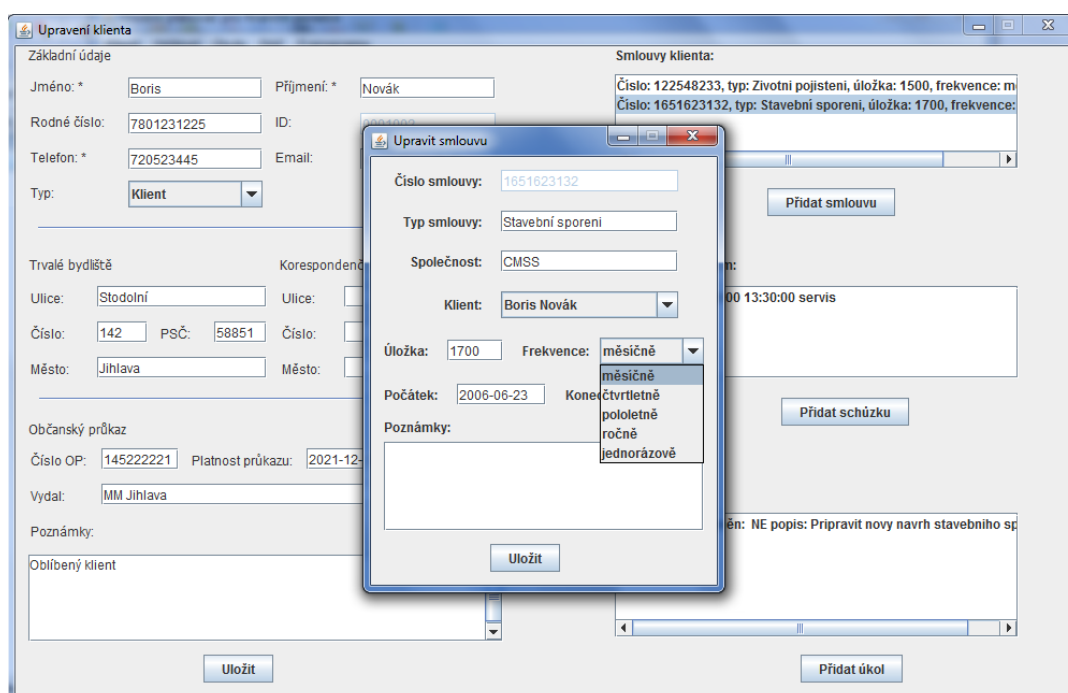 Upravení klienta
Základní údaje
Jméno: * Boris Příjmení: * Novák
Rodné číslo: 7801231225 ID:
Telefon: * 720523445 Email:
Typ: Klient
Trvalé bydliště
Ulice: Stodolní Ulice:
Číslo: 142 PSČ: 58851 Číslo:
Město: Jihlava Město:
Občanský průkaz
Číslo OP: 145222221 Platnost průkazu: 2021-12-
Vydal: MM Jihlava
Poznámky:
Oblíbený klient
Uložit
Upravit smlouvu
Číslo smlouvy: 1651623132
Typ smlouvy: Stavební sporeni
Společnost: CMSS
Klient: Boris Novák
Úložka: 1700 Frekvence: měsíčně
měsíčně
čtvrtletně
pololetně
ročně
jednorázově
Počátek: 2006-06-23
Poznámky:
Uložit
Smlouvy klienta:
Číslo: 122548233, typ: Zivotni pojisteni, úložka: 1500, frekvence: m
Číslo: 1651623132, typ: Stavebni sporeni, úložka: 1700, frekvence:
Přidat smlouvu
00 13:30:00 servis
Přidat schůzku
NE popis: Pripravit novy navrh stavebniho sp
Přidat úkol